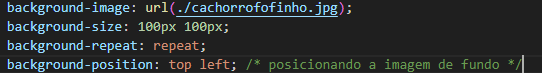 background-image: url(./cachorrofofinho.jpg);
background-size: 100px 100px;
background-repeat: repeat;
background-position: top left; /* posicionando a imagem de fundo */